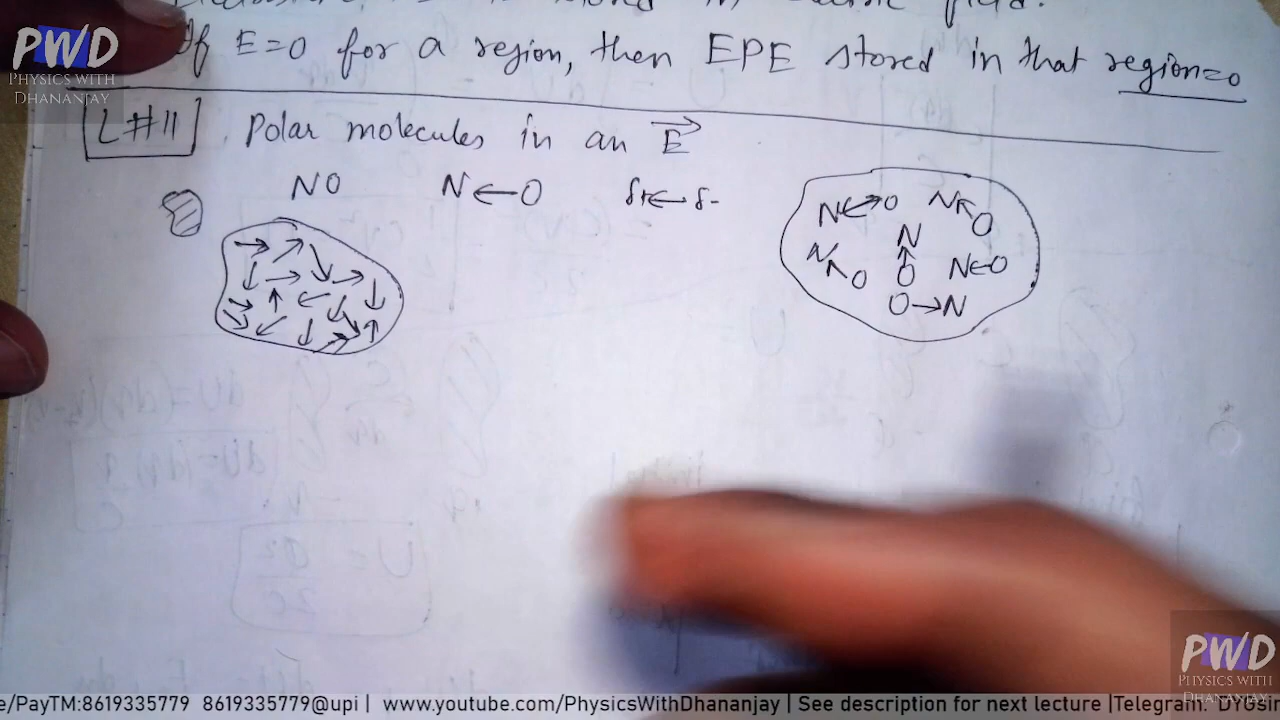 PWD
PHYSICS WITH
DHANANJAY
If E=0 for a region, then EPE stored in that region=0
L#11 Polar molecules in an E
NO N←O δ+← δ-
N↔O N↖O
N
N↖O ↑ N←O
O
O→N
U=
2C
PWD
PHYSICS WITH
DHANANJAY
e/PayTM:8619335779 8619335779@upi | www.youtube.com/PhysicsWithDhananjay | See description for next lecture |Telegram: DYGsir